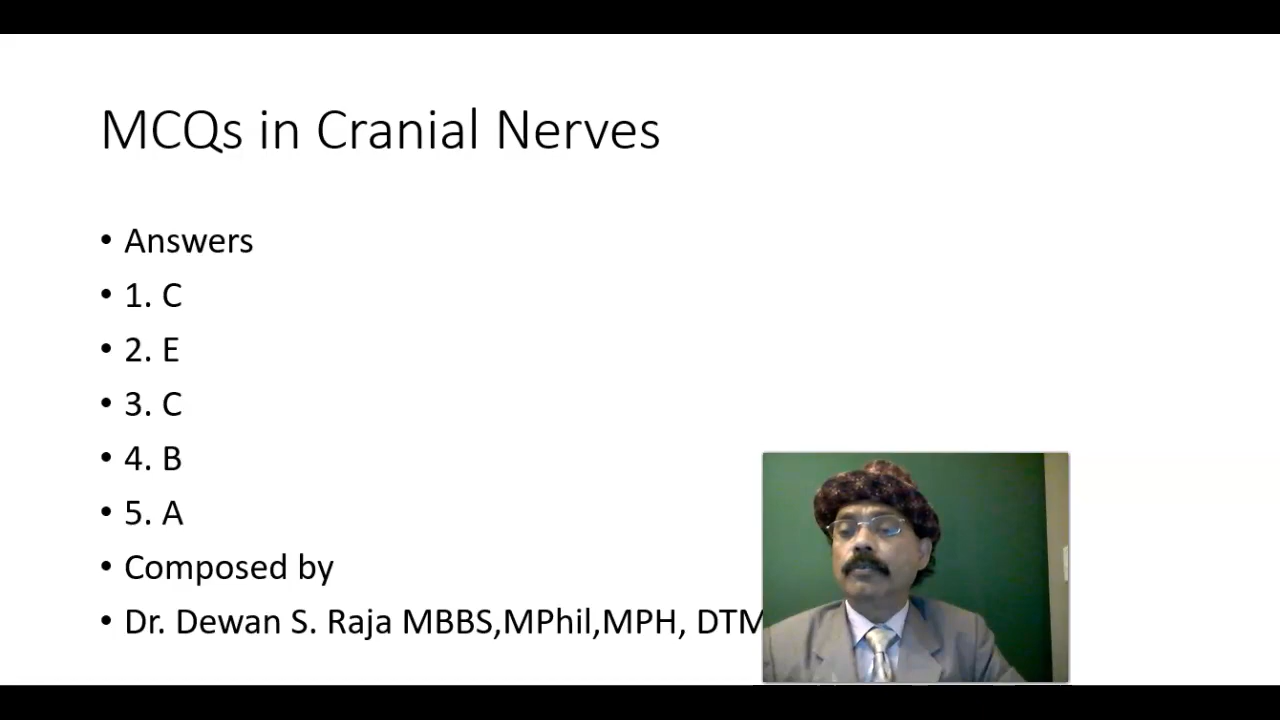 MCQs in Cranial Nerves
• Answers
• 1. C
• 2. E
• 3. C
• 4. B
• 5. A
• Composed by
• Dr. Dewan S. Raja MBBS,MPhil,MPH, DTM